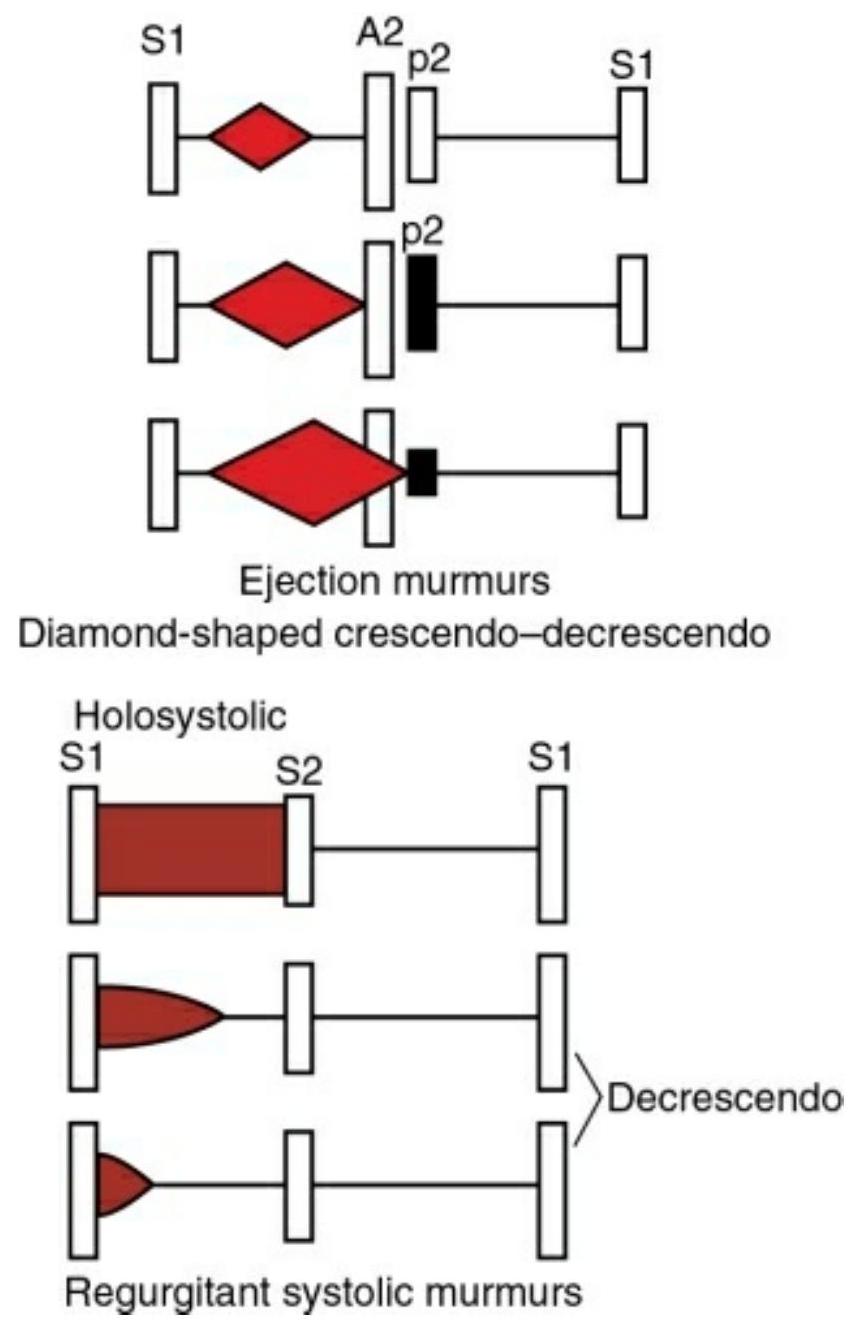 S1 A2 p2 S1
p2
Ejection murmurs
Diamond-shaped crescendo–decrescendo
Holosystolic
S1 S2 S1
Decrescendo
Regurgitant systolic murmurs